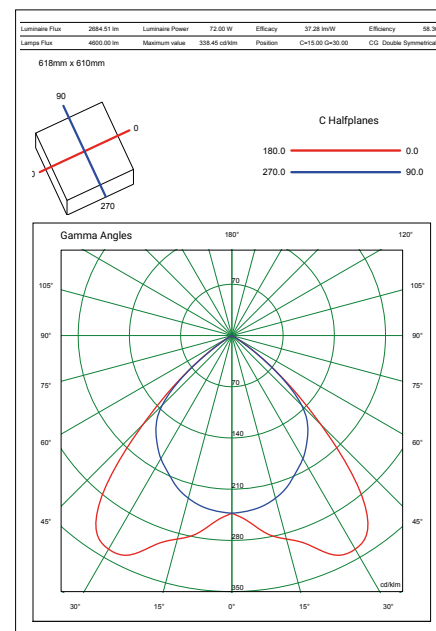 Luminaire Flux 2684.51 lm Luminaire Power 72.00 W Efficacy 37.28 lm/W Efficiency 58.36
Lamps Flux 4600.00 lm Maximum value 338.45 cd/klm Position C=15.00 G=30.00 CG Double Symmetrical
618mm x 610mm
90
0
270
C Halfplanes
180.0 0.0
270.0 90.0
Gamma Angles 180° 120°
70
105° 105°
90° 90°
70
75° 75°
140
60° 60°
210
45° 45°
280
cd/klm
350
30° 15° 0° 15° 30°